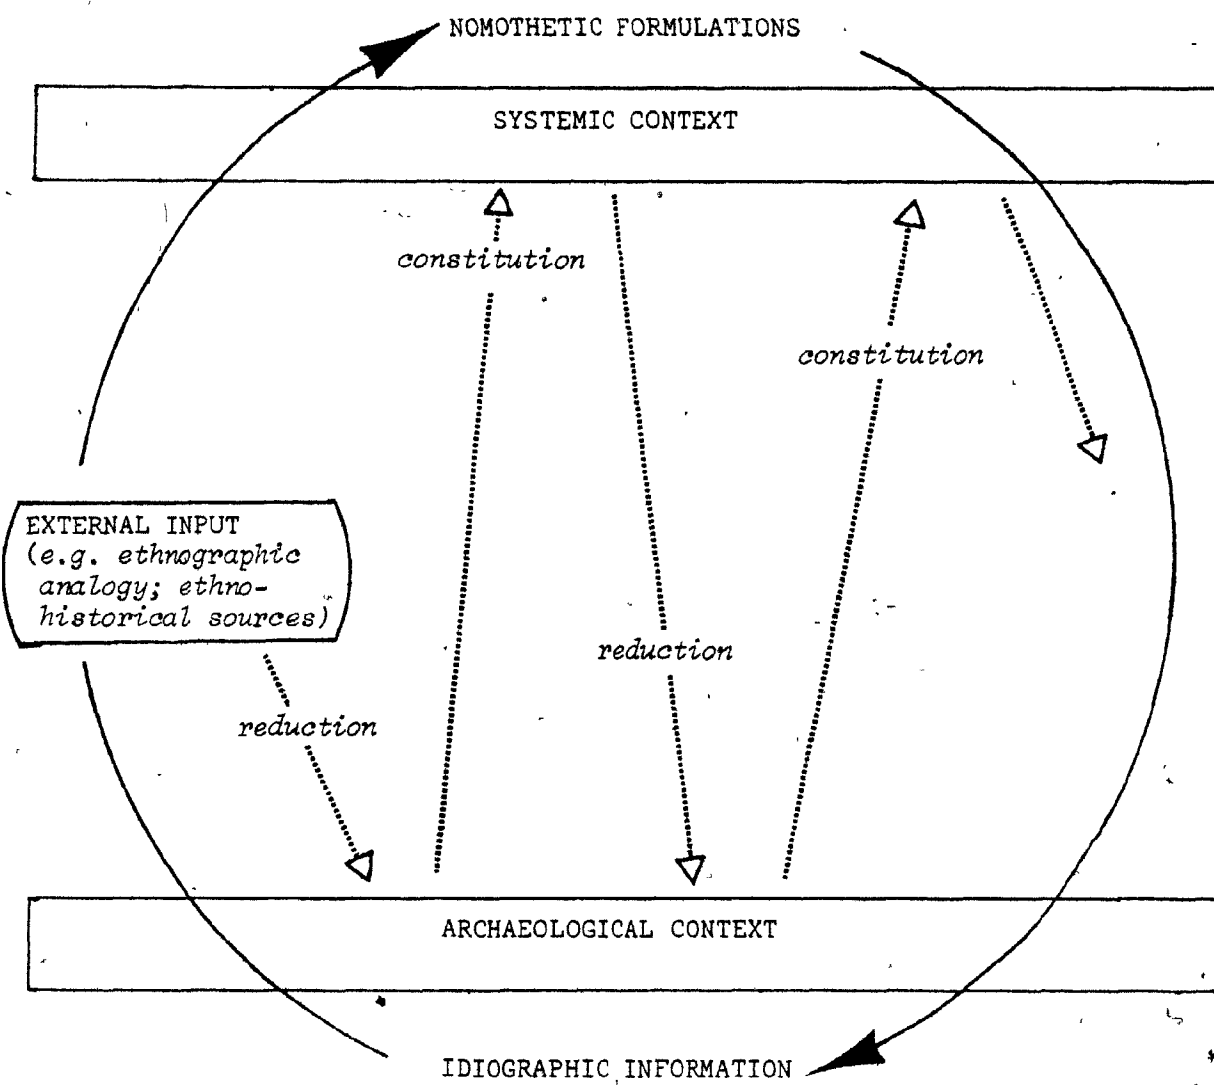 NOMOTHETIC FORMULATIONS
SYSTEMIC CONTEXT
constitution
constitution
EXTERNAL INPUT
(e.g. ethnographic
analogy; ethno-
historical sources)
reduction
reduction
ARCHAEOLOGICAL CONTEXT
IDIOGRAPHIC INFORMATION